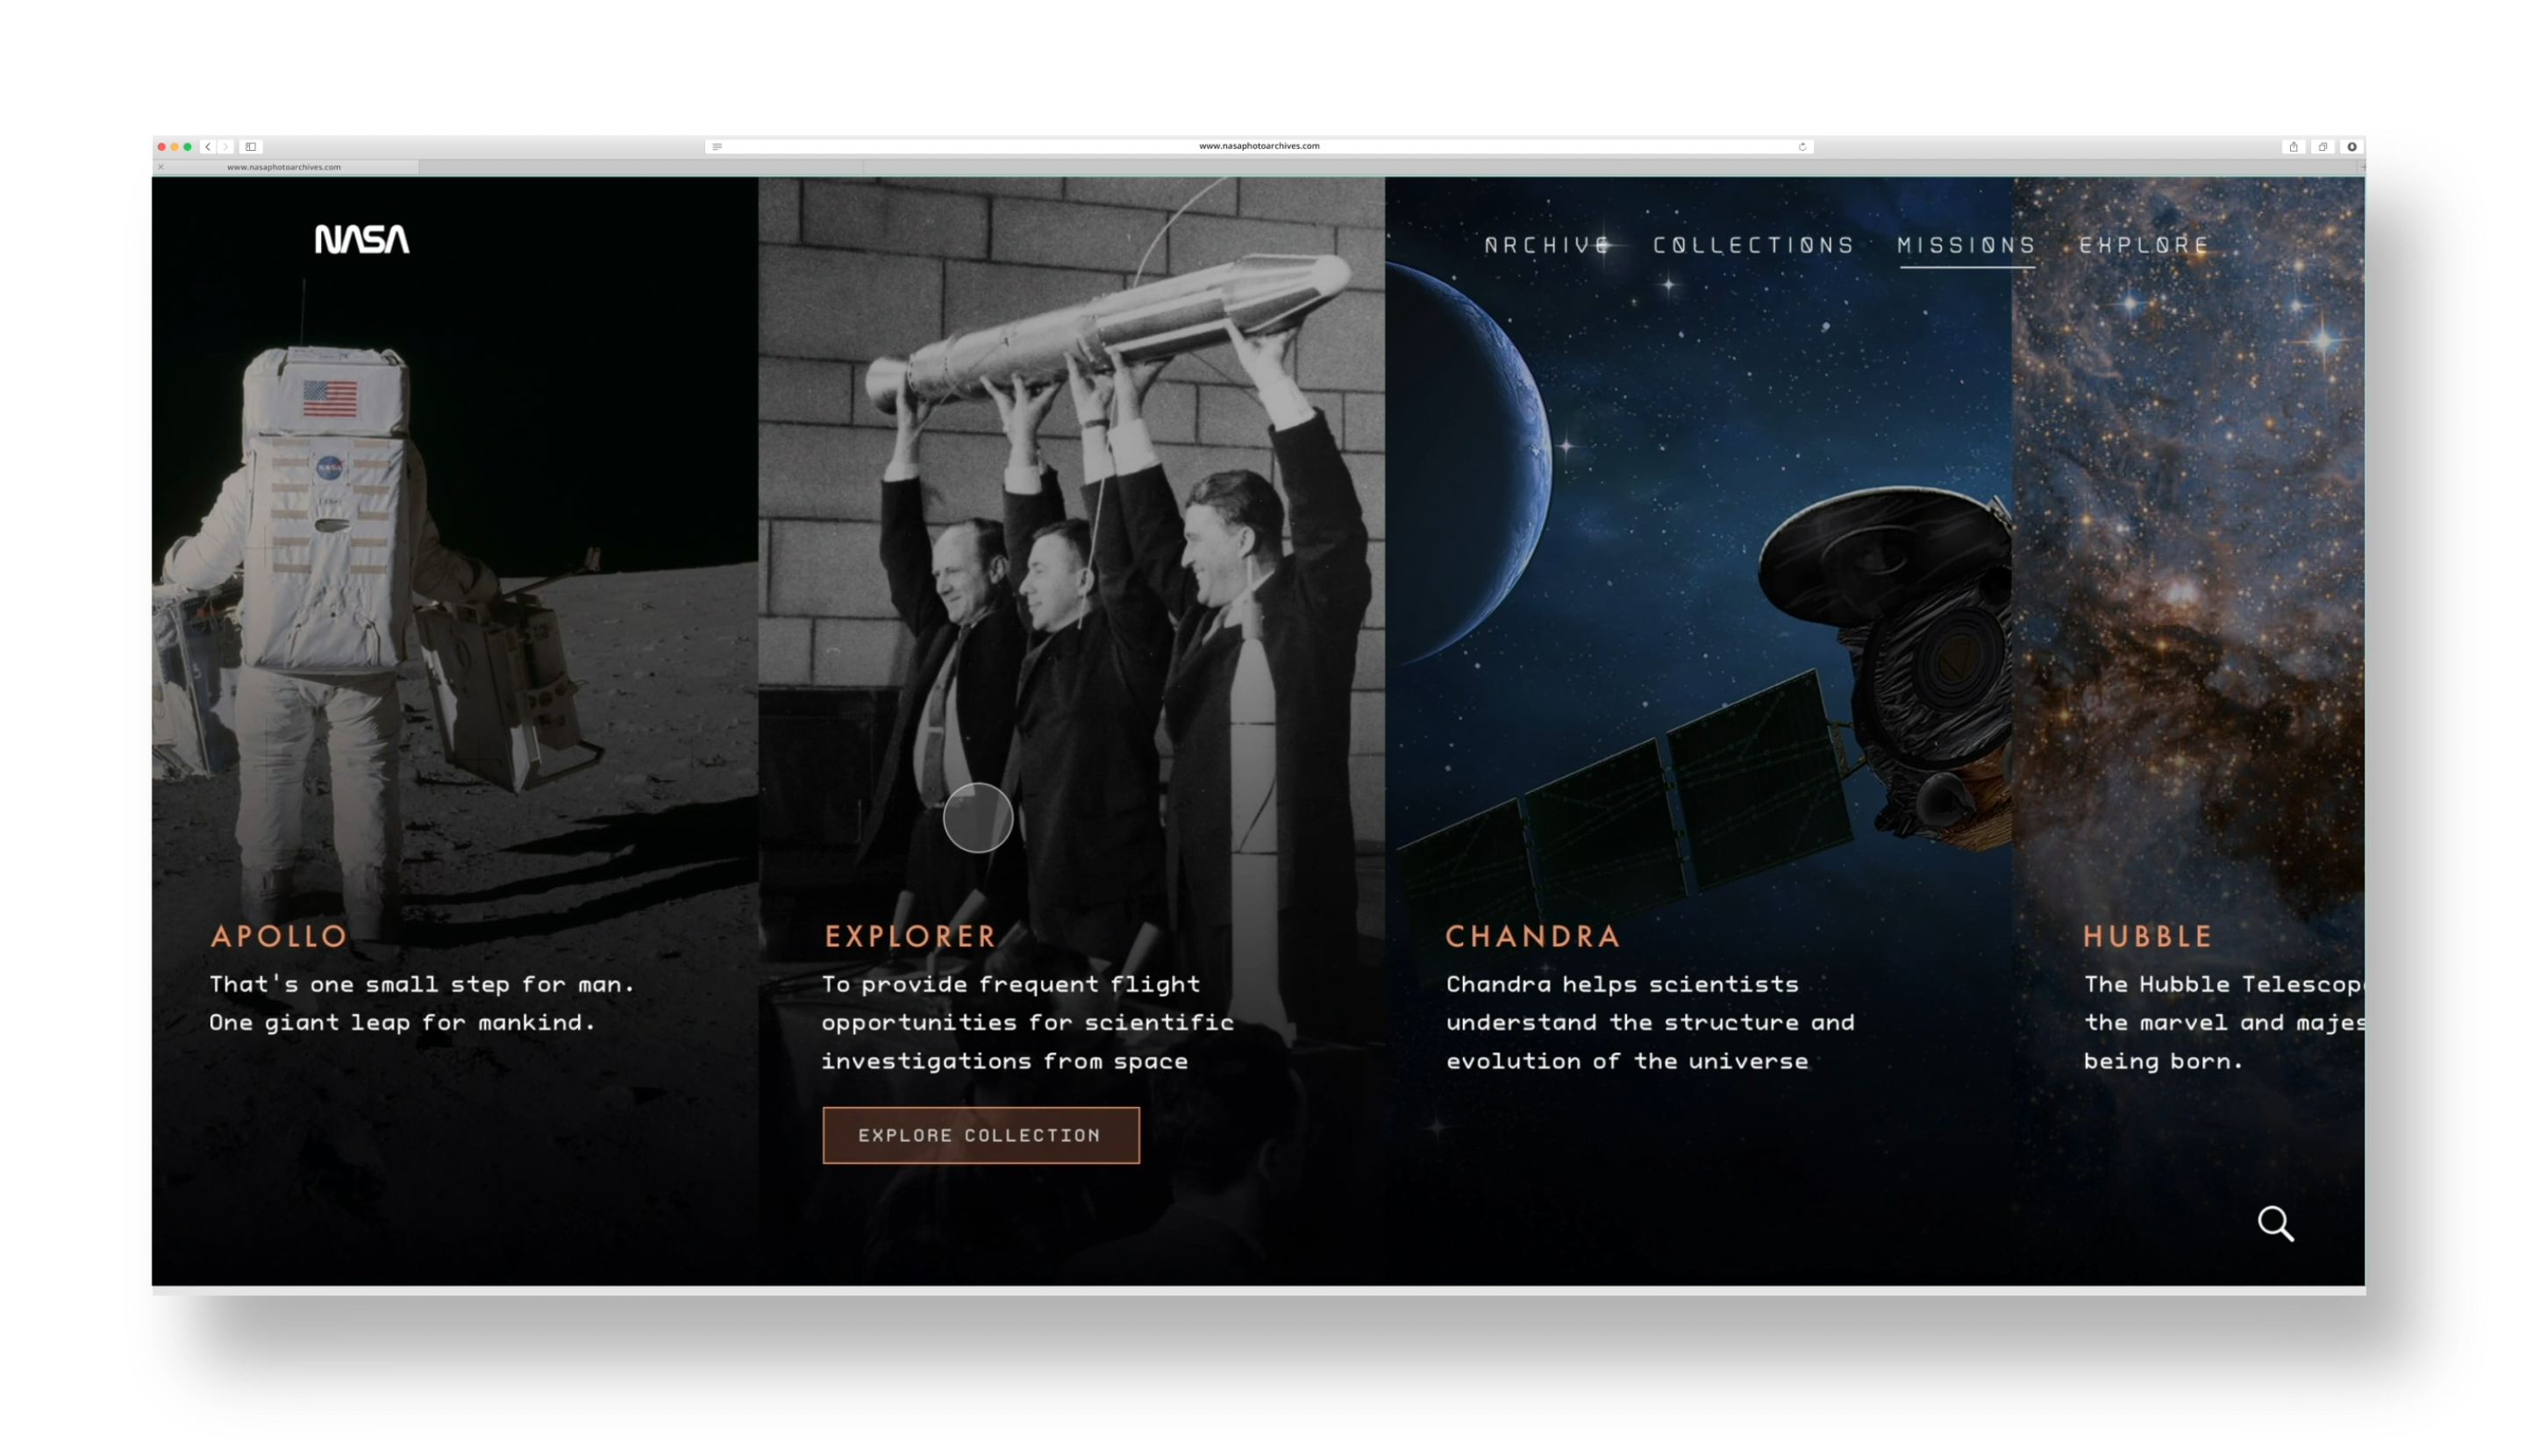 www.nasaphotoarchives.com
www.nasaphotoarchives.com
NASA
ARCHIVE COLLECTIONS MISSIONS EXPLORE
NASA
APOLLO
That's one small step for man.
One giant leap for mankind.
EXPLORER
To provide frequent flight
opportunities for scientific
investigations from space
EXPLORE COLLECTION
CHANDRA
Chandra helps scientists
understand the structure and
evolution of the universe
HUBBLE
The Hubble Telescop
the marvel and majes
being born.